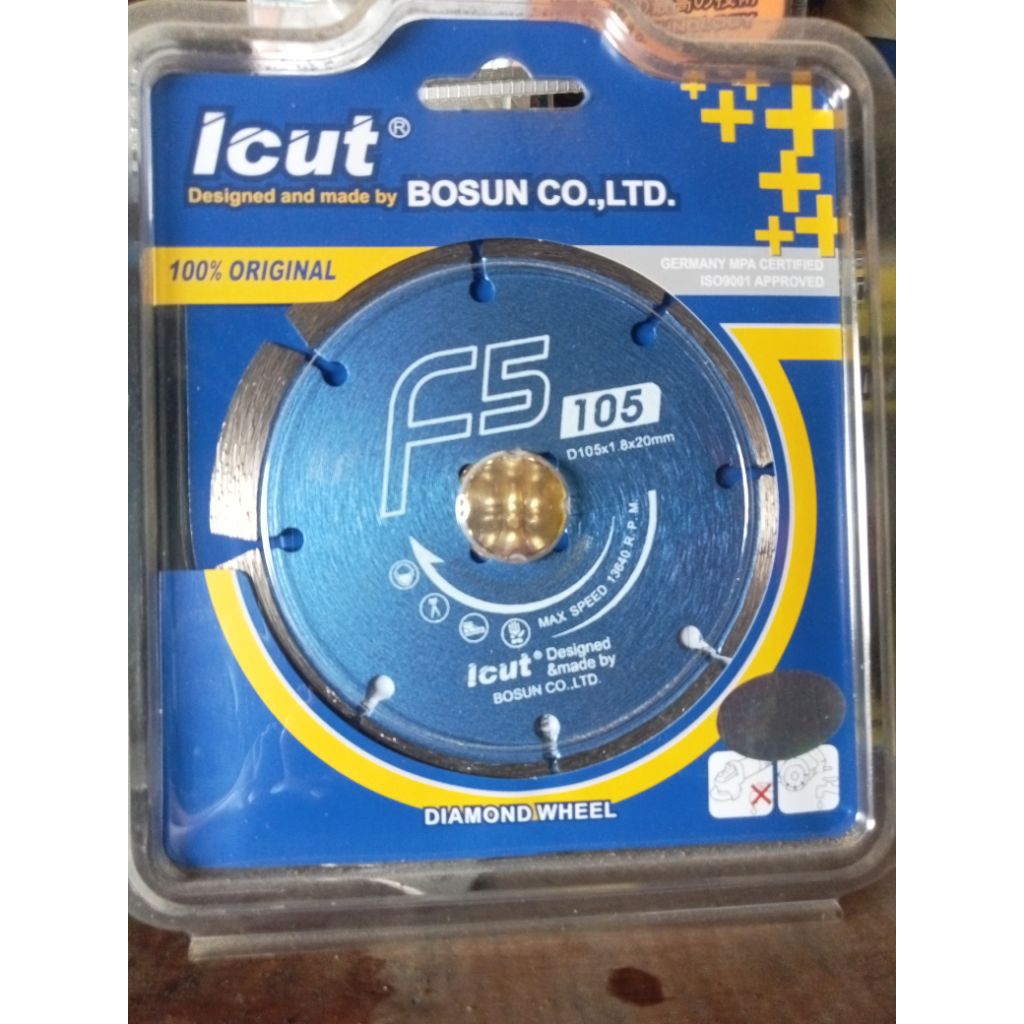 Icut®
Designed and made by BOSUN CO.,LTD.
100% ORIGINAL
GERMANY MPA CERTIFIED
ISO9001 APPROVED
F5
105
D105x1.8x20mm
MAX SPEED 13640 R.P.M.
Icut® Designed
&made by
BOSUN CO.,LTD.
DIAMOND WHEEL